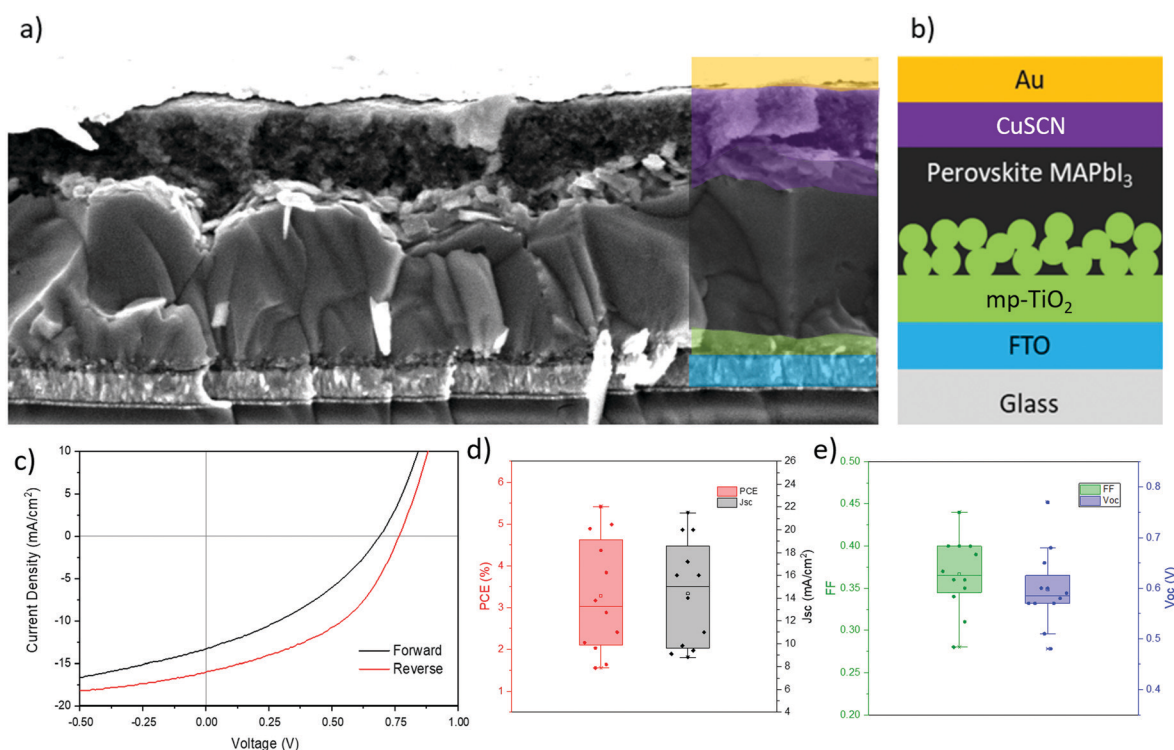 a)
b)
Au
CuSCN
Perovskite MAPbI₃
mp-TiO₂
FTO
Glass
c)
10
5
0
-5
-10
-15
-20
-0.50
0.00
0.25
0.50
0.75
1.00
Current Density (mA/cm²)
Voltage (V)
Forward
Reverse
d)
6
5
4
3
2
1
PCE (%)
PCE
Jsc
26
24
22
20
18
16
14
12
10
8
6
4
Jsc (mA/cm²)
e)
0.50
0.45
0.40
0.35
0.30
0.25
0.20
FF
FF
Voc
0.8
0.7
0.6
0.5
0.4
Voc (V)